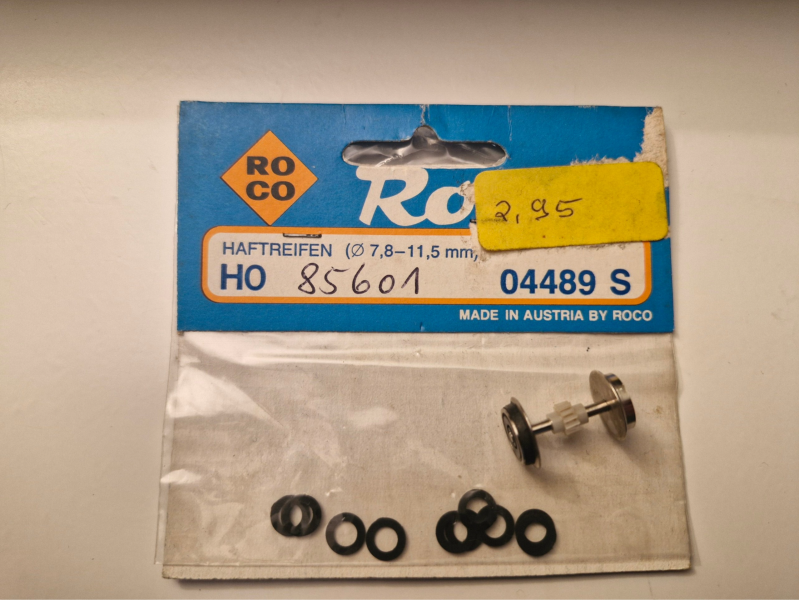 RO
CO
Ro
2,95
HAFTREIFEN (Ø 7,8–11,5 mm)
HO 85601 04489 S
MADE IN AUSTRIA BY ROCO